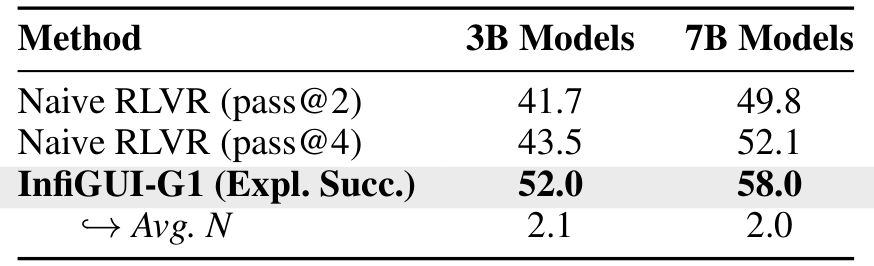 Method 3B Models 7B Models
Naive RLVR (pass@2) 41.7 49.8
Naive RLVR (pass@4) 43.5 52.1
InfiGUI-G1 (Expl. Succ.) 52.0 58.0
↪ Avg. N 2.1 2.0